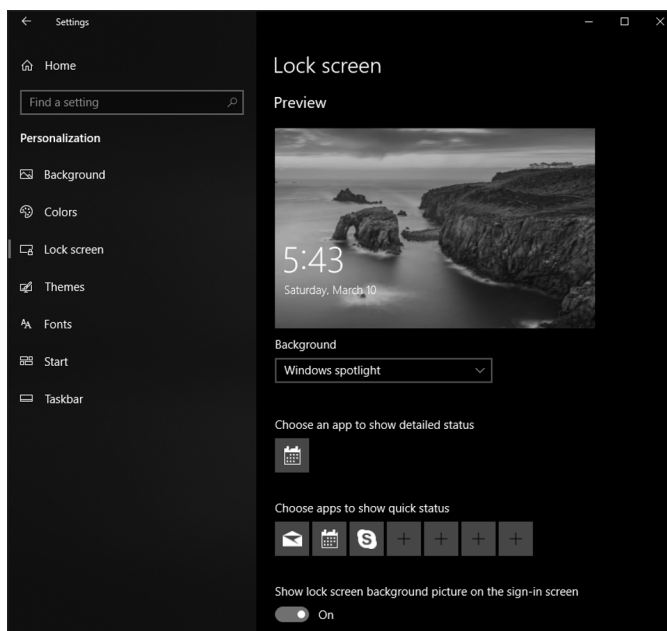 Settings
Home
Find a setting
Personalization
Background
Colors
Lock screen
Themes
Fonts
Start
Taskbar
Lock screen
Preview
5:43
Saturday, March 10
Background
Windows spotlight
Choose an app to show detailed status
Choose apps to show quick status
Show lock screen background picture on the sign-in screen
On